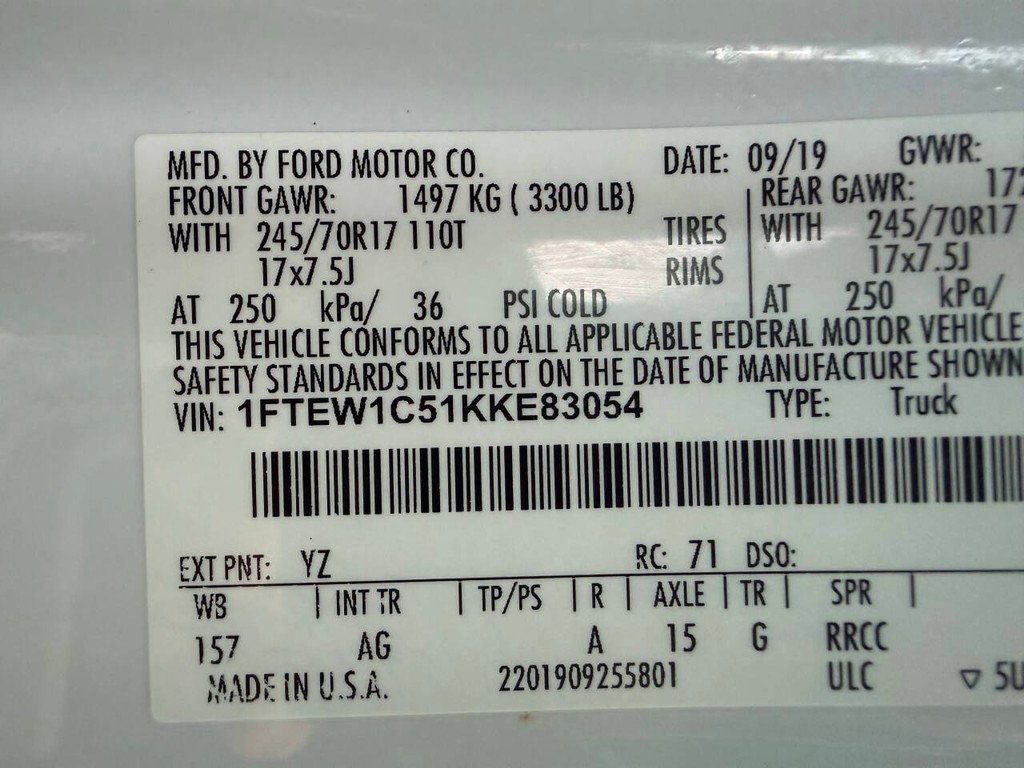 MFD. BY FORD MOTOR CO. DATE: 09/19 GVWR:
FRONT GAWR: 1497 KG ( 3300 LB) REAR GAWR: 172
WITH 245/70R17 110T TIRES WITH 245/70R17
17x7.5J RIMS 17x7.5J
AT 250 kPa/ 36 PSI COLD AT 250 kPa/
THIS VEHICLE CONFORMS TO ALL APPLICABLE FEDERAL MOTOR VEHICLE
SAFETY STANDARDS IN EFFECT ON THE DATE OF MANUFACTURE SHOWN
VIN: 1FTEW1C51KKE83054 TYPE: Truck
EXT PNT: YZ RC: 71 DSO:
WB | INT TR | TP/PS | R | AXLE | TR | SPR |
157 AG A 15 G RRCC
MADE IN U.S.A. 2201909255801 ULC ▽ 5U